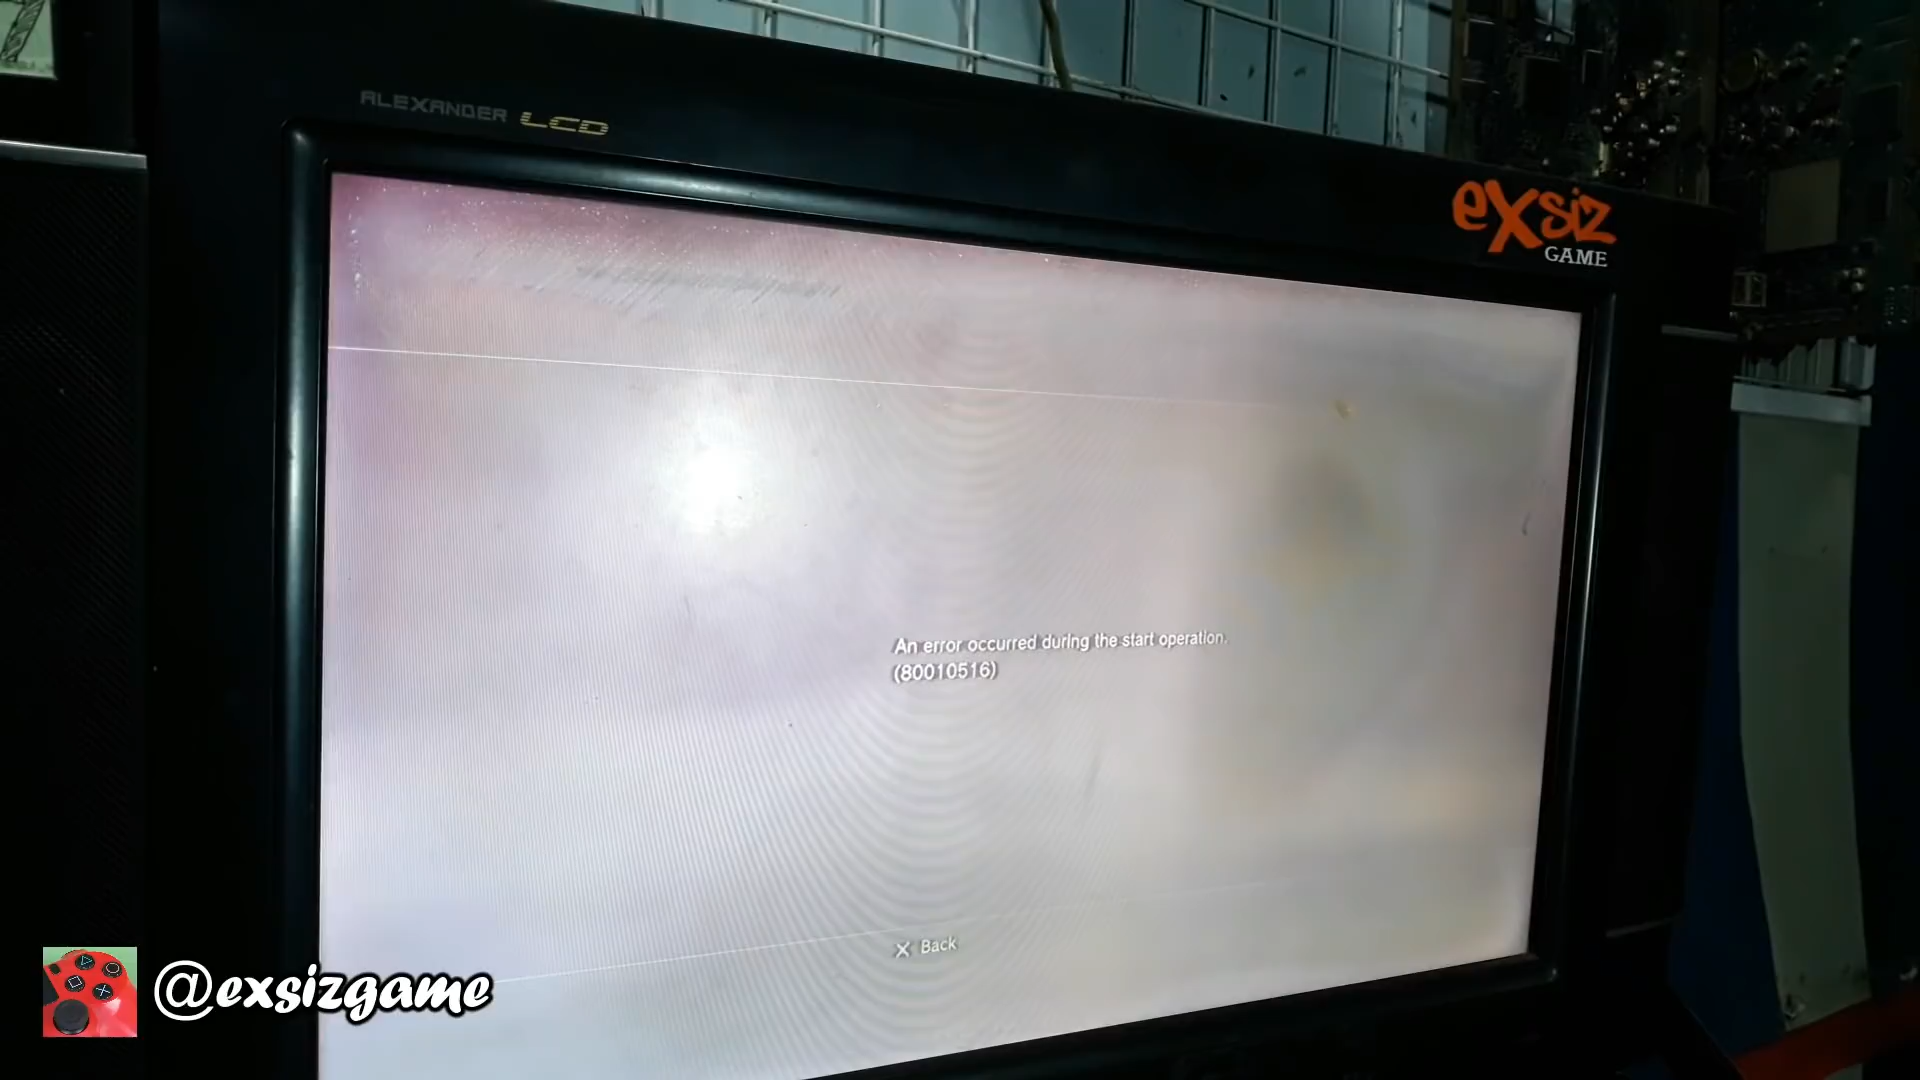 ALEXANDER LCD
exsiz
GAME
An error occurred during the start operation.
(80010516)
X Back
@exsizgame